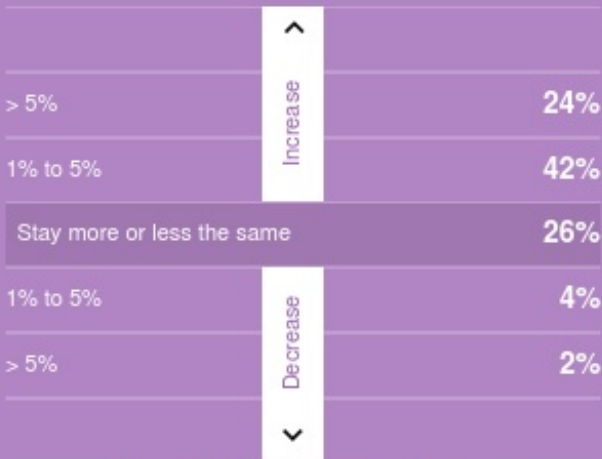 Increase
> 5% 24%
1% to 5% 42%
Stay more or less the same 26%
Decrease
1% to 5% 4%
> 5% 2%